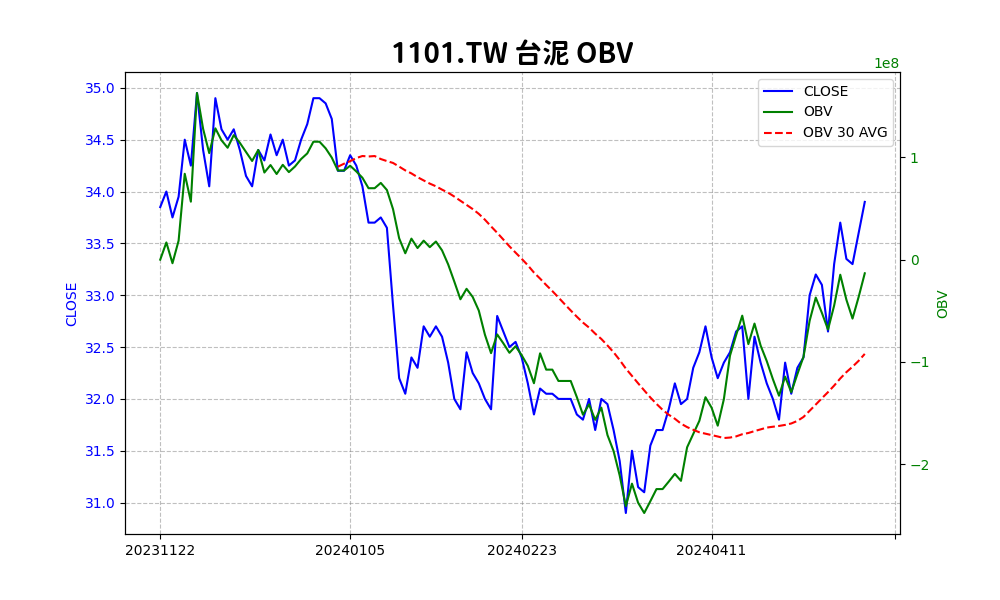 1101.TW 台泥 OBV
1e8
CLOSE
OBV
OBV 30 AVG
35.0
34.5
34.0
33.5
33.0
32.5
32.0
31.5
31.0
CLOSE
1
0
−1
−2
OBV
20231122
20240105
20240223
20240411